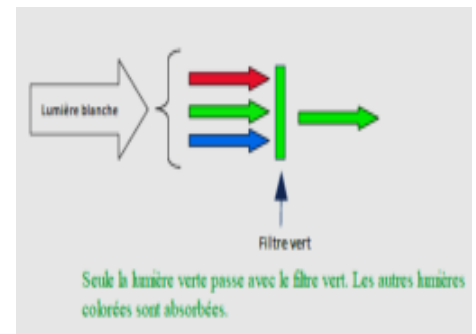 Lumière blanche
Filtre vert
Seule la lumière verte passe avec le filtre vert. Les autres lumières
colorées sont absorbées.